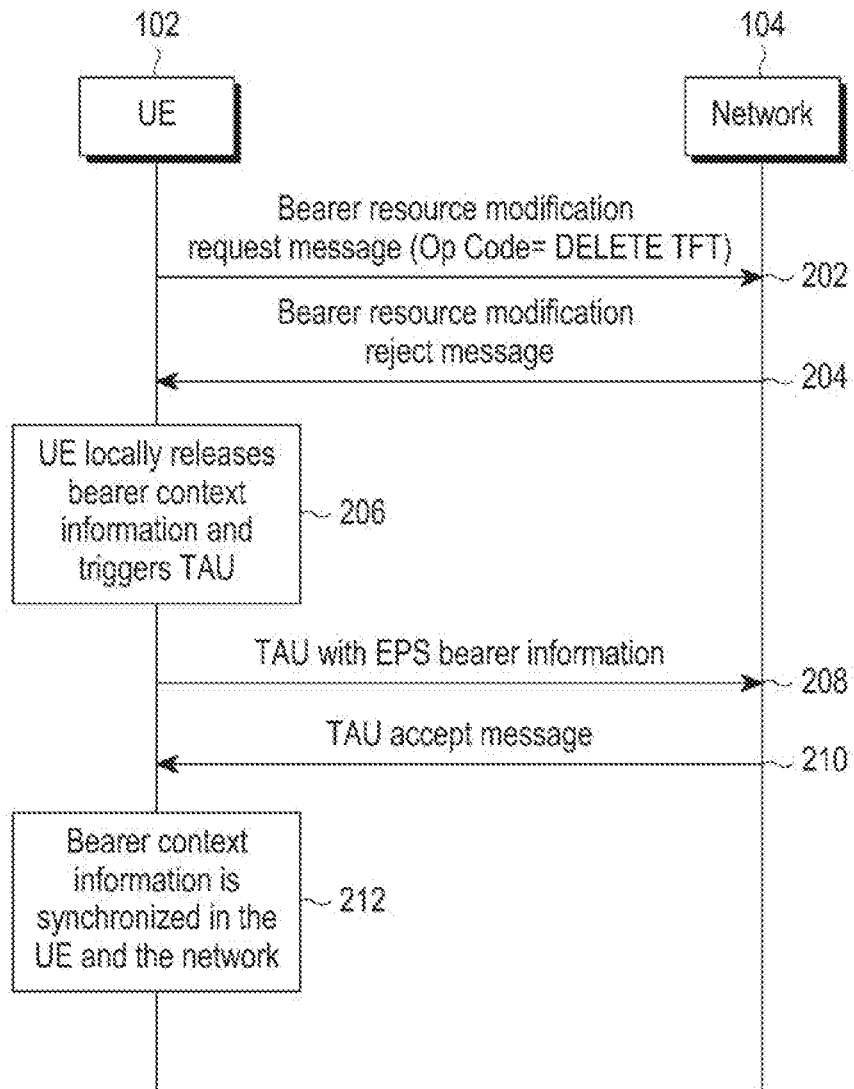 102
104
UE
Network
Bearer resource modification
request message (Op Code= DELETE TFT)
202
Bearer resource modification
reject message
204
UE locally releases
bearer context
information and
triggers TAU
206
TAU with EPS bearer information
208
TAU accept message
210
Bearer context
information is
synchronized in the
UE and the network
212